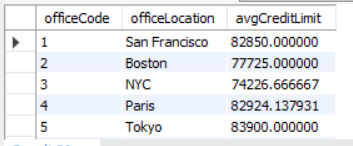 officeCode officeLocation avgCreditLimit
1 San Francisco 82850.000000
2 Boston 77725.000000
3 NYC 74226.666667
4 Paris 82924.137931
5 Tokyo 83900.000000